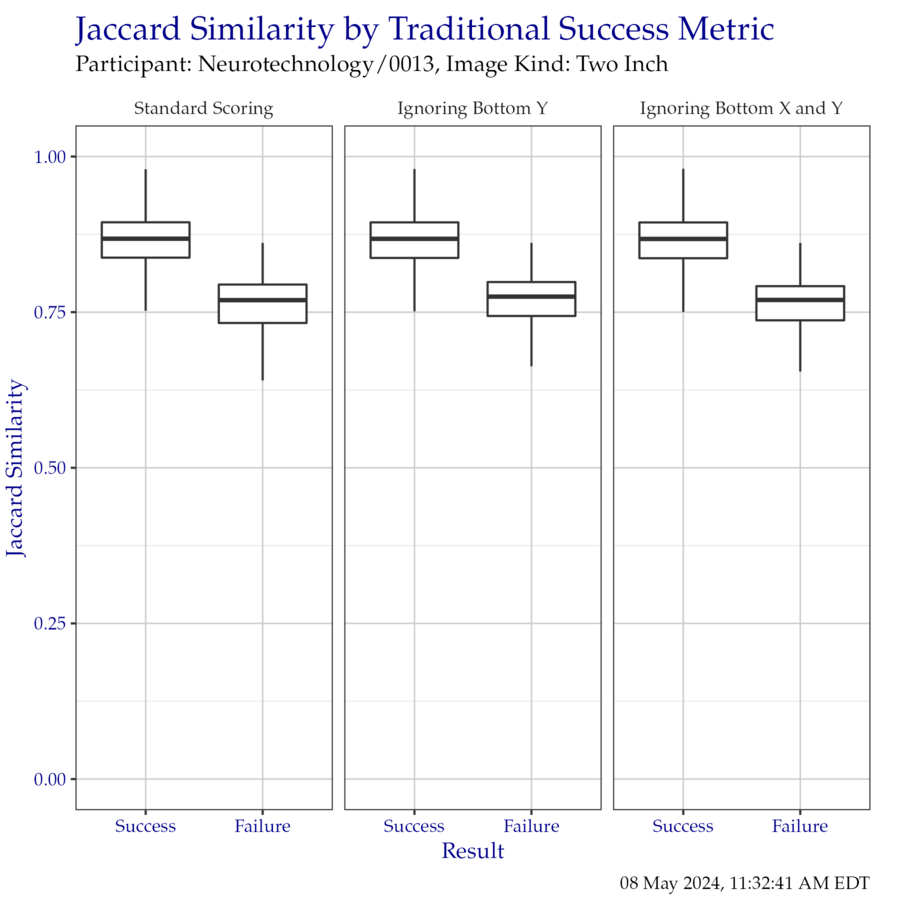 Jaccard Similarity by Traditional Success Metric
Participant: Neurotechnology/0013, Image Kind: Two Inch
Standard Scoring
Ignoring Bottom Y
Ignoring Bottom X and Y
Jaccard Similarity
1.00
0.75
0.50
0.25
0.00
Success Failure
Success Failure
Success Failure
Result
08 May 2024, 11:32:41 AM EDT